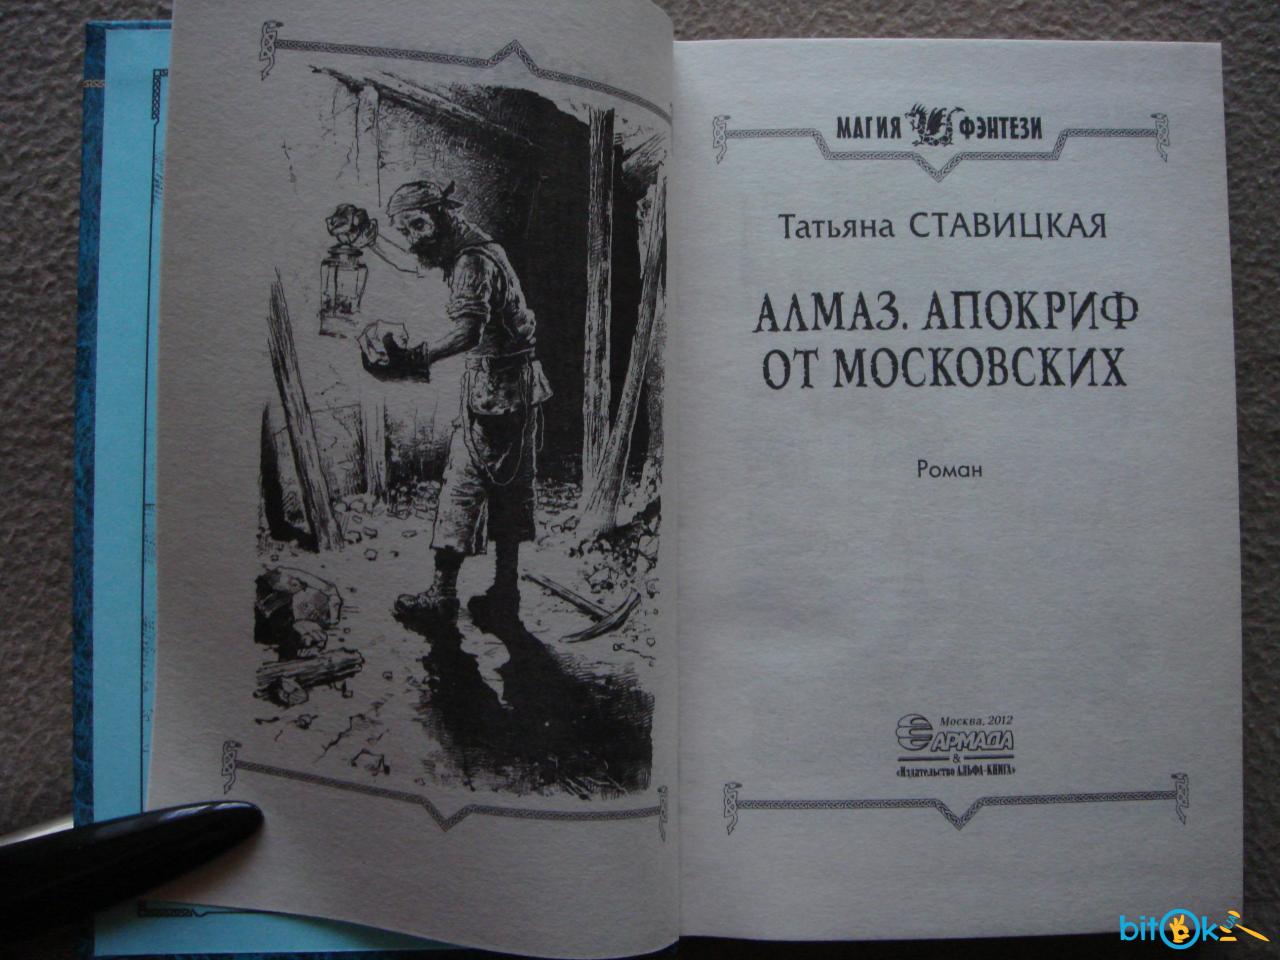 МАГИЯ ФЭНТЕЗИ
Татьяна СТАВИЦКАЯ
АЛМАЗ. АПОКРИФ
ОТ МОСКОВСКИХ
Роман
Москва, 2012
АРМАДА
&
«Издательство АЛЬФА-КНИГА»
bitOk